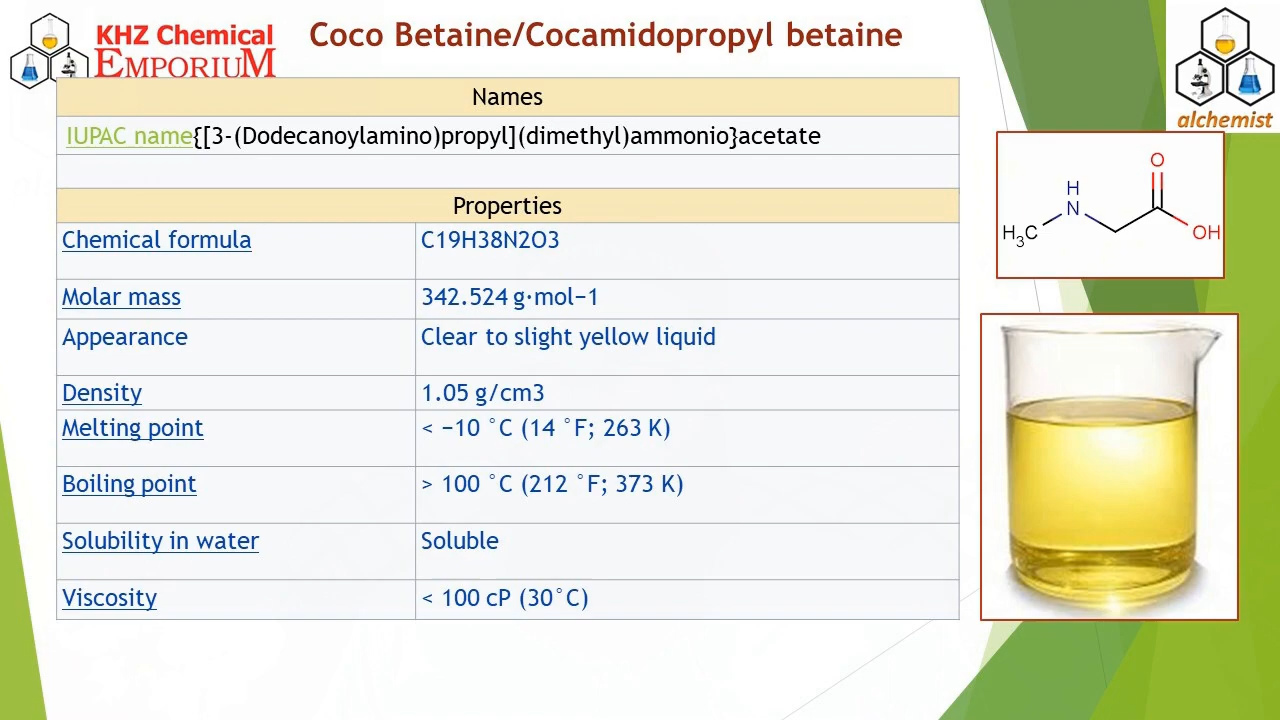 KHZ Chemical
EMPORIUM
Coco Betaine/Cocamidopropyl betaine
alchemist
Names
IUPAC name{[3-(Dodecanoylamino)propyl](dimethyl)ammonio}acetate
Properties
Chemical formula C19H38N2O3
Molar mass 342.524 g·mol−1
Appearance Clear to slight yellow liquid
Density 1.05 g/cm3
Melting point < −10 °C (14 °F; 263 K)
Boiling point > 100 °C (212 °F; 373 K)
Solubility in water Soluble
Viscosity < 100 cP (30°C)
O
H
N
H3C
OH